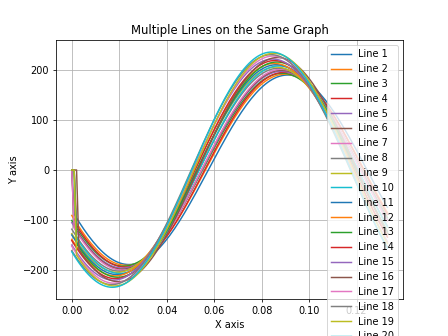 Multiple Lines on the Same Graph
Y axis
200
100
0
−100
−200
0.00
0.02
0.04
0.06
0.08
0.10
X axis
Line 1
Line 2
Line 3
Line 4
Line 5
Line 6
Line 7
Line 8
Line 9
Line 10
Line 11
Line 12
Line 13
Line 14
Line 15
Line 16
Line 17
Line 18
Line 19
Line 20